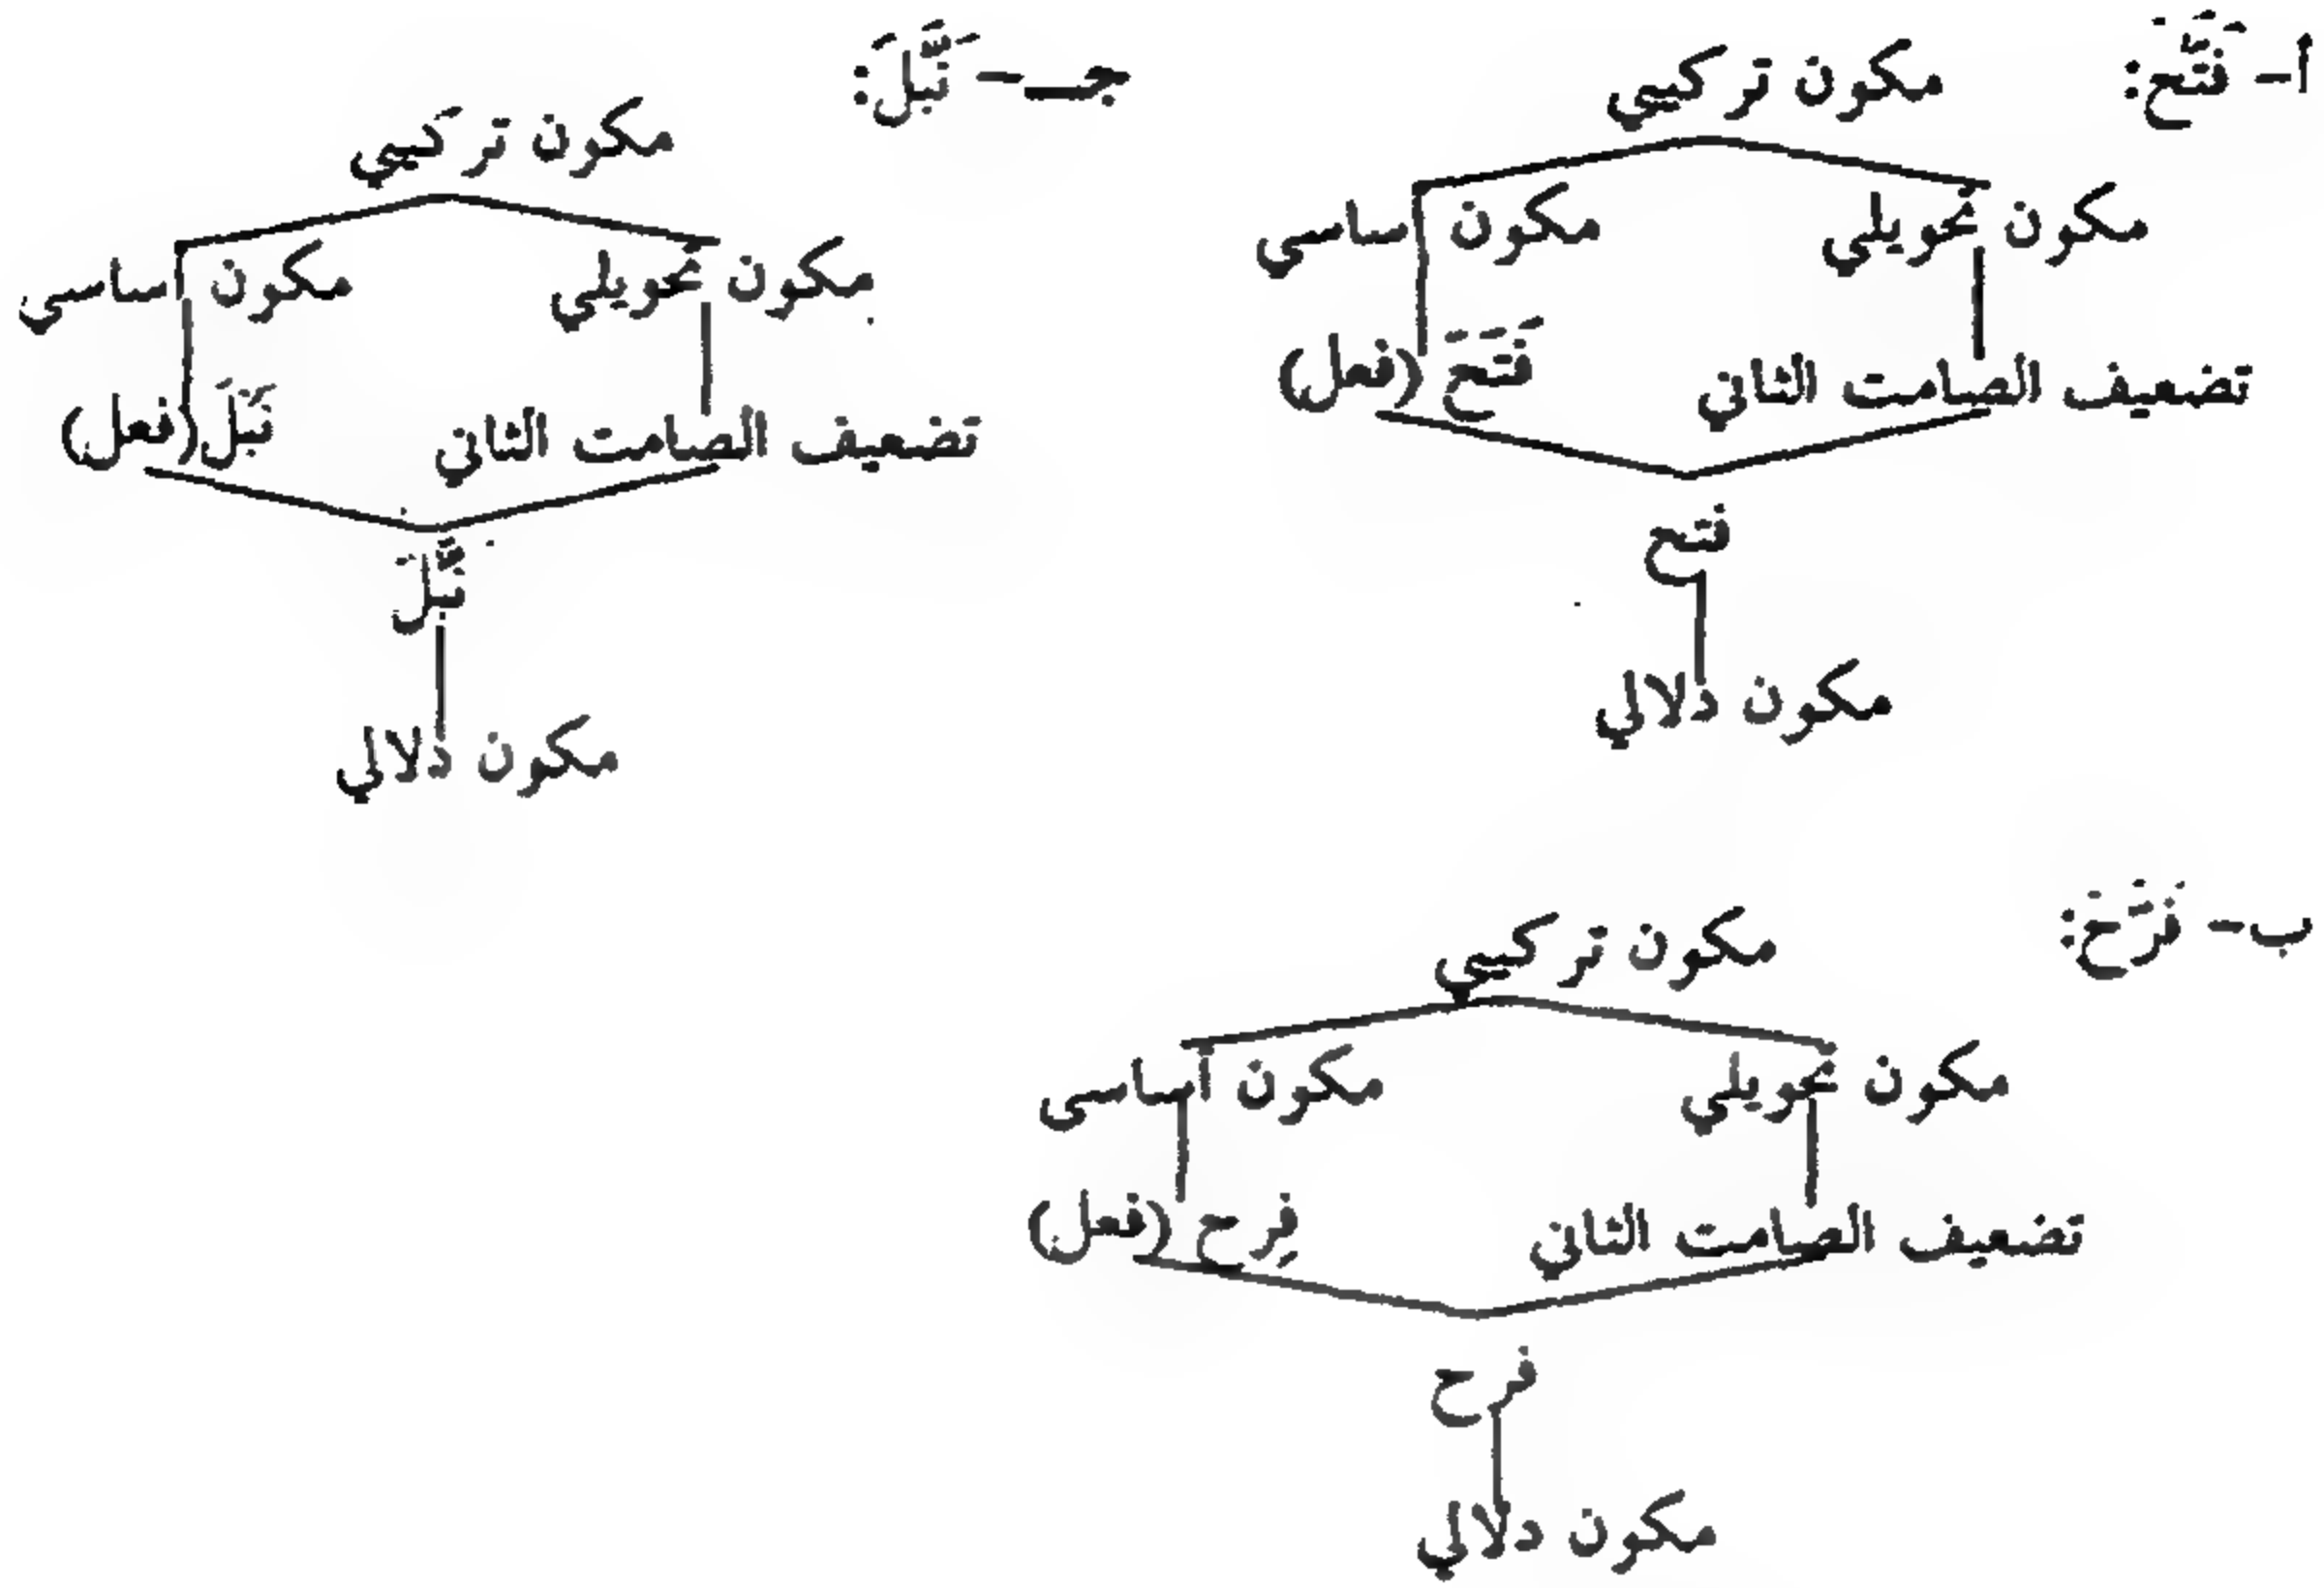 أ- فَتَّحَ:
مكون تركيبي
مكون تحويلي
مكون أساسي
تضعيف الصامت الثاني
فَتَحَ (فعل)
فتح
مكون دلالي
جـ- نَبَّلَ:
مكون تركيبي
مكون تحويلي
مكون أساسي
تضعيف الصامت الثاني
نَبَلَ (فعل)
نَبَّلَ
مكون دلالي
ب- فَرَّحَ:
مكون تركيبي
مكون تحويلي
مكون أساسي
تضعيف الصامت الثاني
فرِح (فعل)
فرح
مكون دلالي